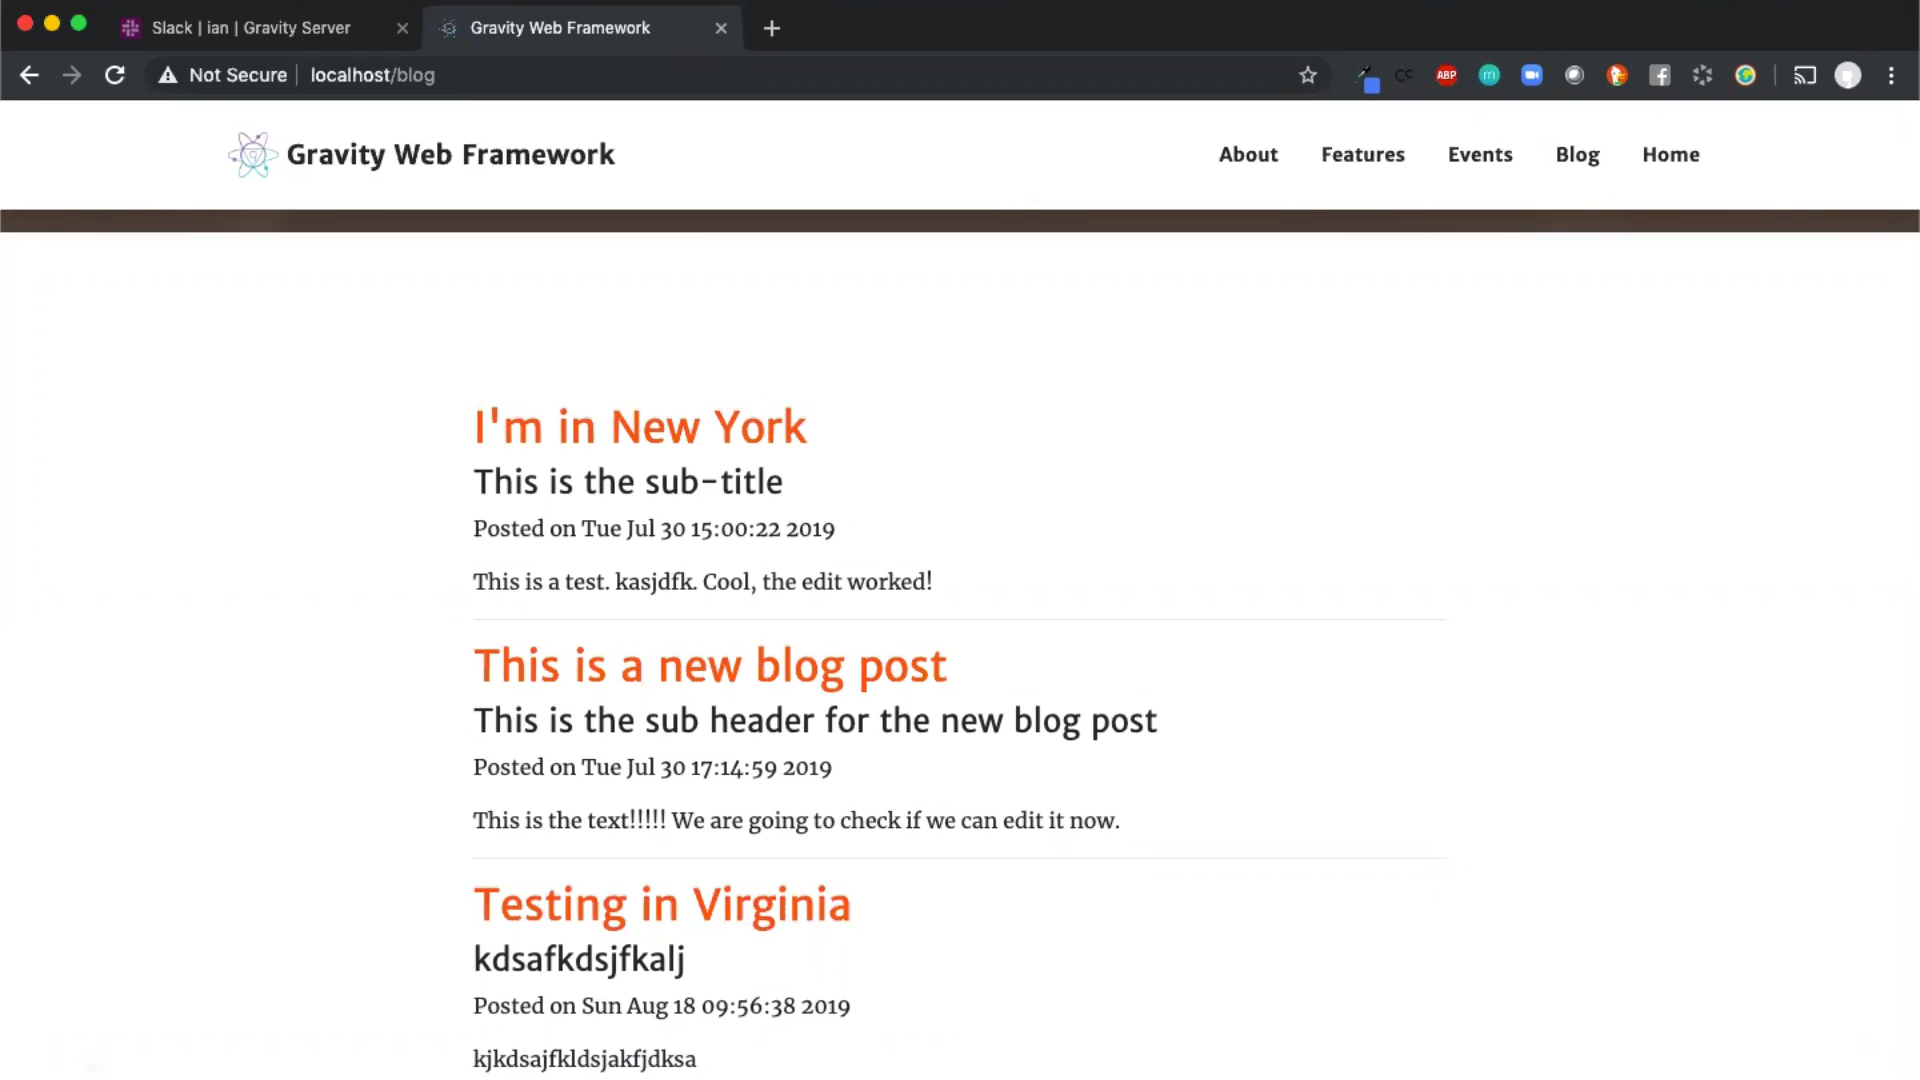 Slack | ian | Gravity Server
Gravity Web Framework
Not Secure
localhost/blog
CC
ABP
m
Gravity Web Framework
About
Features
Events
Blog
Home
I'm in New York
This is the sub-title
Posted on Tue Jul 30 15:00:22 2019
This is a test. kasjdfk. Cool, the edit worked!
This is a new blog post
This is the sub header for the new blog post
Posted on Tue Jul 30 17:14:59 2019
This is the text!!!!! We are going to check if we can edit it now.
Testing in Virginia
kdsafkdsjfkalj
Posted on Sun Aug 18 09:56:38 2019
kjkdsajfkldsjakfjdksa